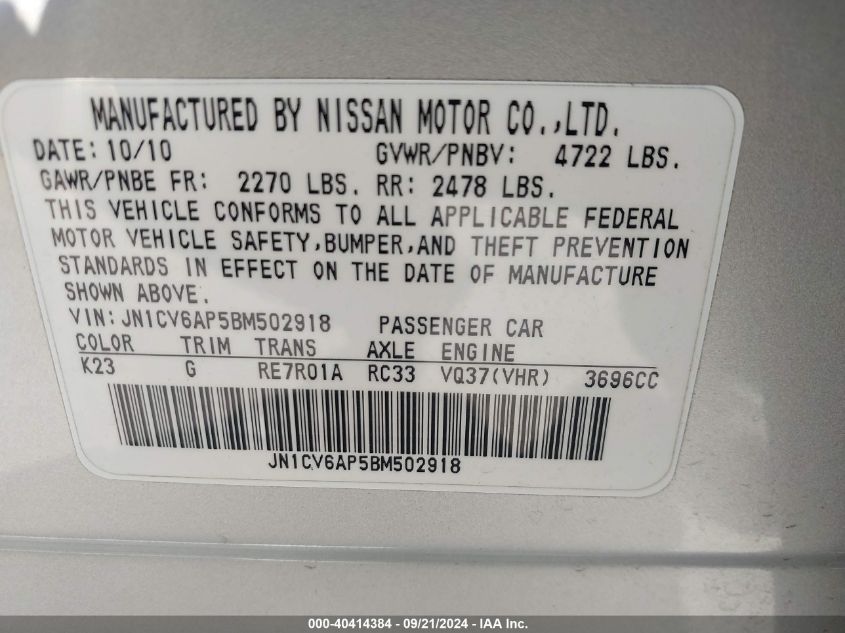 MANUFACTURED BY NISSAN MOTOR CO.,LTD.
DATE: 10/10 GVWR/PNBV: 4722 LBS.
GAWR/PNBE FR: 2270 LBS. RR: 2478 LBS.
THIS VEHICLE CONFORMS TO ALL APPLICABLE FEDERAL
MOTOR VEHICLE SAFETY,BUMPER,AND THEFT PREVENTION
STANDARDS IN EFFECT ON THE DATE OF MANUFACTURE
SHOWN ABOVE.
VIN: JN1CV6AP5BM502918 PASSENGER CAR
COLOR TRIM TRANS AXLE ENGINE
K23 G RE7R01A RC33 VQ37(VHR) 3696CC
JN1CV6AP5BM502918
000-40414384 - 09/21/2024 - IAA Inc.